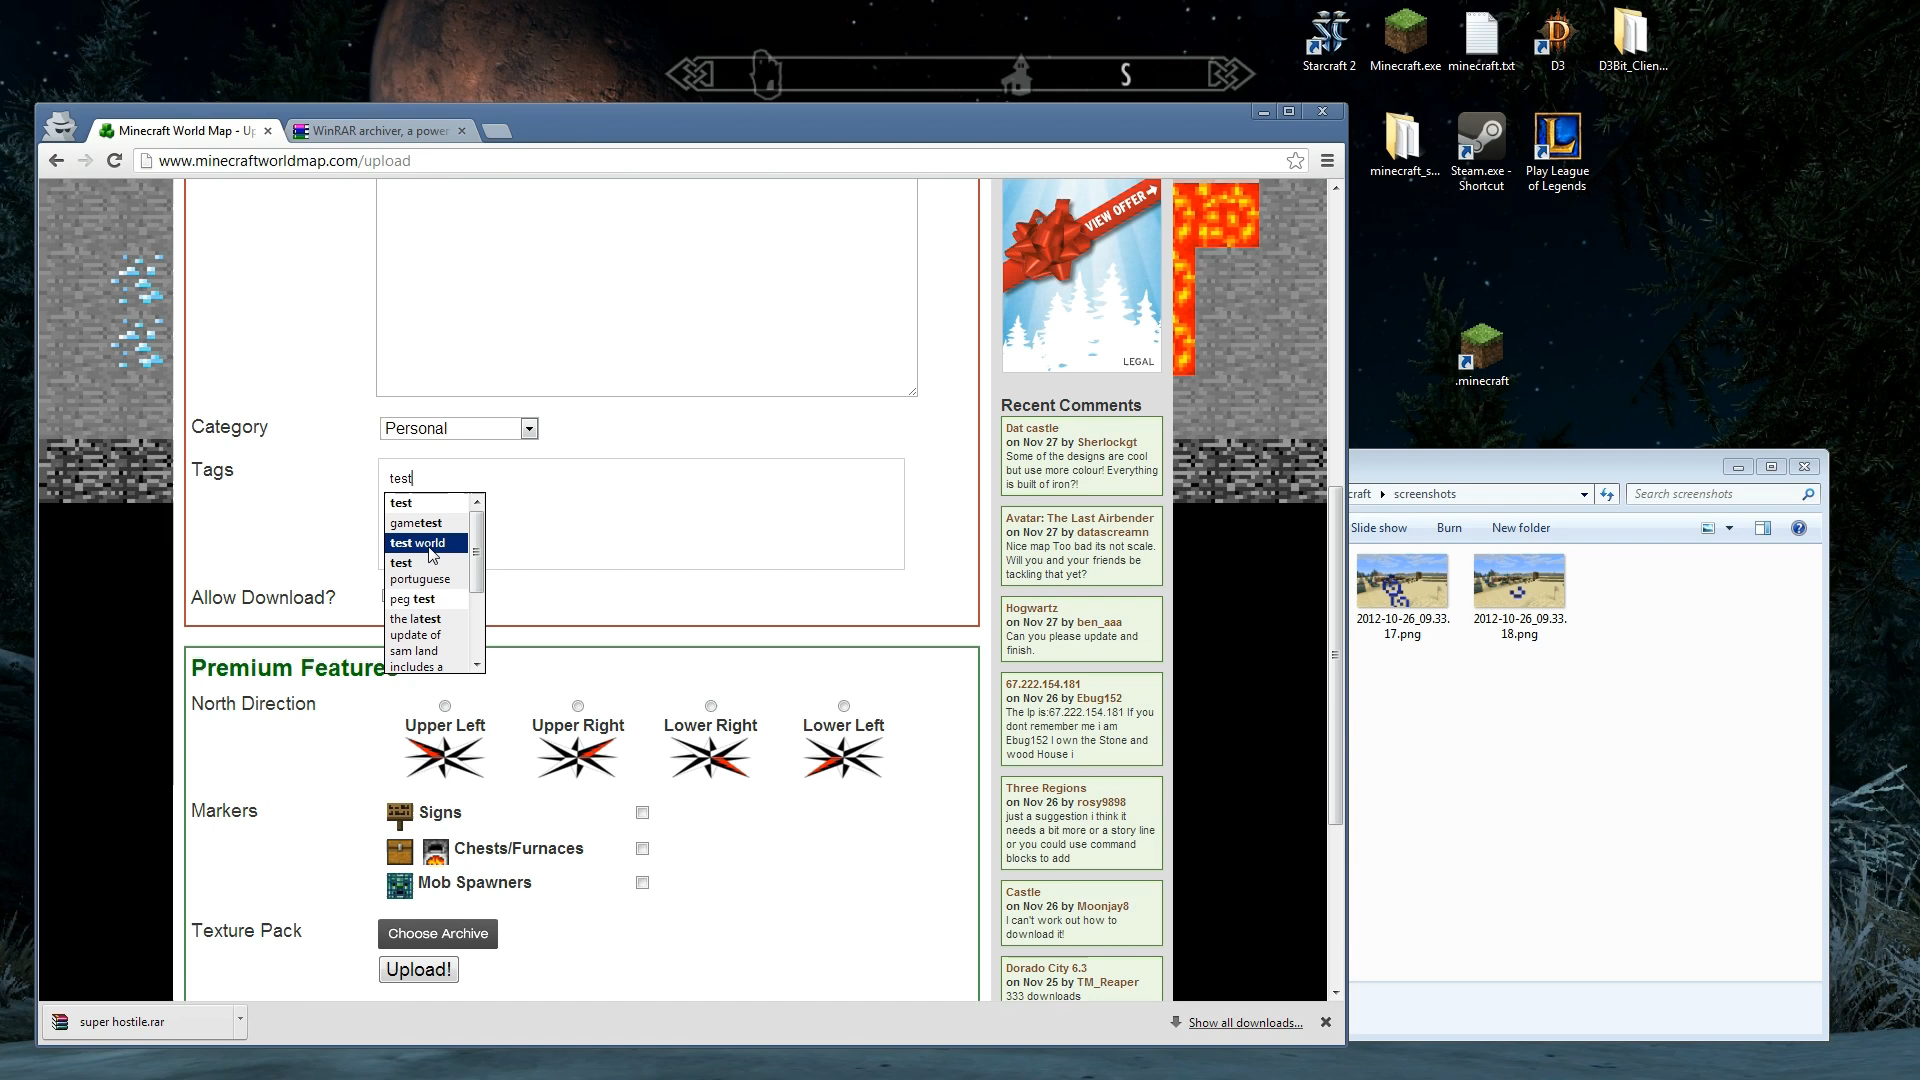 Starcraft 2
Minecraft.exe
minecraft.txt
D3
D3Bit_Clien...
S
Minecraft World Map - Up
WinRAR archiver, a power
www.minecraftworldmap.com/upload
minecraft_s...
Steam.exe -
Shortcut
Play League
of Legends
.minecraft
VIEW OFFER
LEGAL
Category
Personal
Tags
test
test
gametest
test world
test
portuguese
peg test
the latest
update of
sam land
includes a
Allow Download?
Premium Feature
North Direction
Upper Left
Upper Right
Lower Right
Lower Left
Markers
Signs
Chests/Furnaces
Mob Spawners
Texture Pack
Choose Archive
Upload!
Recent Comments
Dat castle
on Nov 27 by Sherlockgt
Some of the designs are cool
but use more colour! Everything
is built of iron?!
Avatar: The Last Airbender
on Nov 27 by datascreamn
Nice map Too bad its not scale.
Will you and your friends be
tackling that yet?
Hogwartz
on Nov 27 by ben_aaa
Can you please update and
finish.
67.222.154.181
on Nov 26 by Ebug152
The Ip is:67.222.154.181 If you
dont remember me i am
Ebug152 I own the Stone and
wood House i
Three Regions
on Nov 26 by rosy9898
just a suggestion i think it
needs a bit more or a story line
or you could use command
blocks to add
Castle
on Nov 26 by Moonjay8
I can't work out how to
download it!
Dorado City 6.3
on Nov 25 by TM_Reaper
333 downloads
craft
screenshots
Search screenshots
Slide show
Burn
New folder
2012-10-26_09.33.
17.png
2012-10-26_09.33.
18.png
super hostile.rar
Show all downloads...